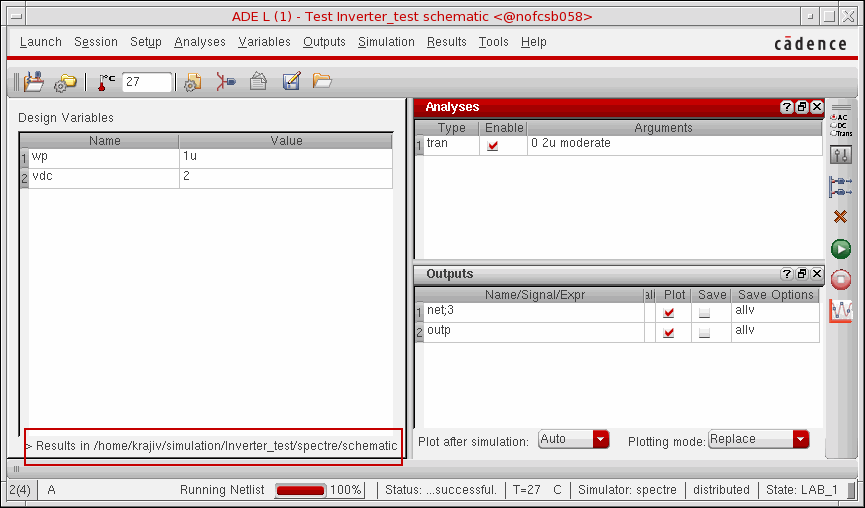 ADE L (1) - Test Inverter_test schematic <@nofcsb058>
Launch Session Setup Analyses Variables Outputs Simulation Results Tools Help
cādence
°C 27
Design Variables
Name Value
1 wp 1u
2 vdc 2
> Results in /home/krajiv/simulation/Inverter_test/spectre/schematic
Analyses
Type Enable Arguments
1 tran 0 2u moderate
Outputs
Name/Signal/Expr Plot Save Save Options
1 net;3 allv
2 outp allv
Plot after simulation: Auto Plotting mode: Replace
AC
DC
Trans
2(4) A Running Netlist 100% Status: ...successful. T=27 C Simulator: spectre distributed State: LAB_1